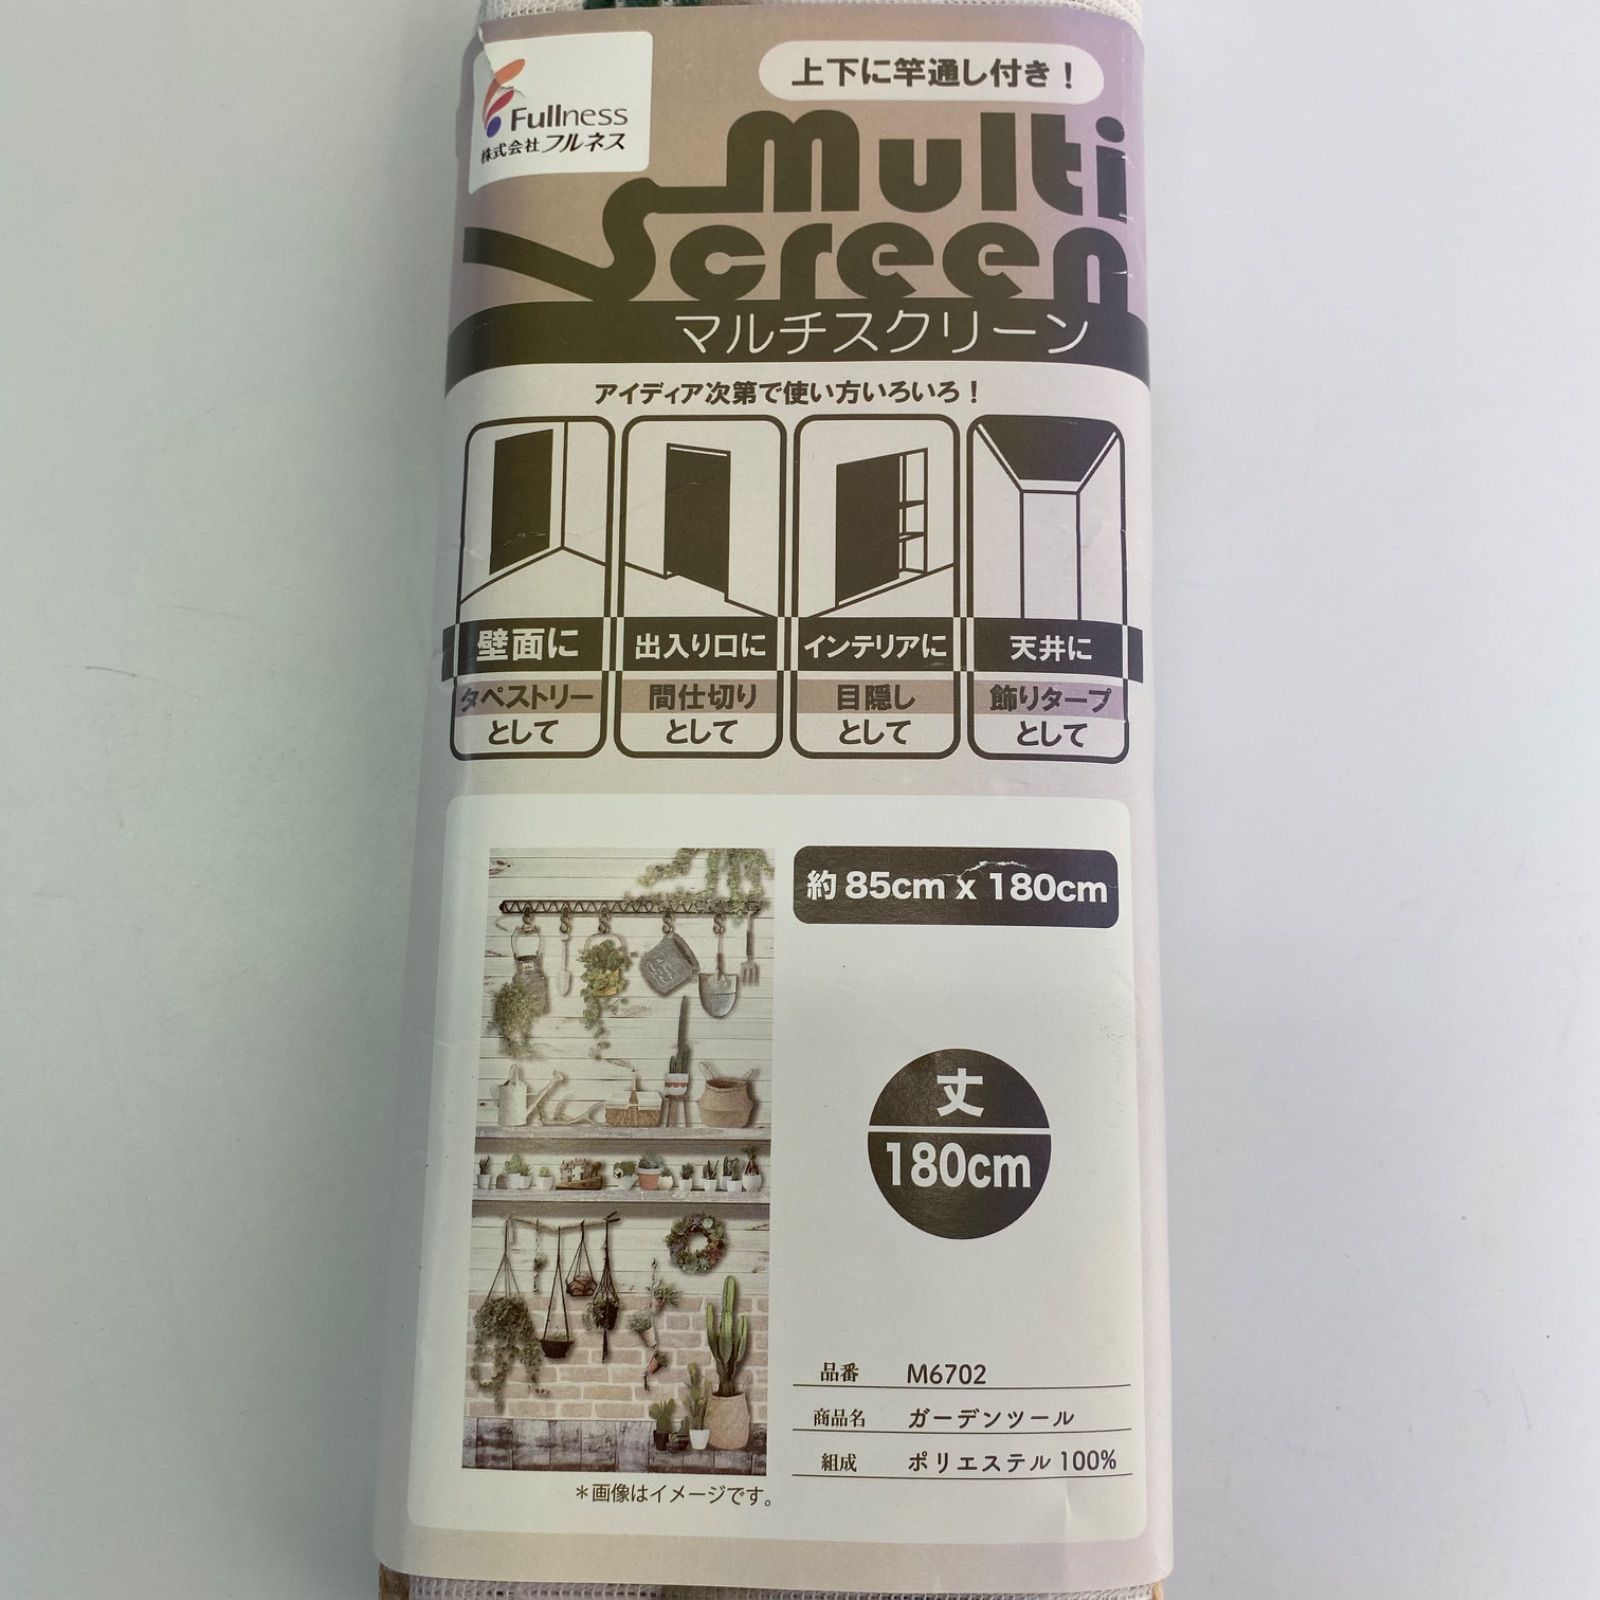 Fullness
株式会社フルネス
上下に竿通し付き！
Multi
Screen
マルチスクリーン
アイディア次第で使い方いろいろ！
壁面に
タペストリー
として
出入り口に
間仕切り
として
インテリアに
目隠し
として
天井に
飾りタープ
として
約 85cm x 180cm
丈
180cm
品番 M6702
商品名 ガーデンツール
組成 ポリエステル 100%
＊画像はイメージです。